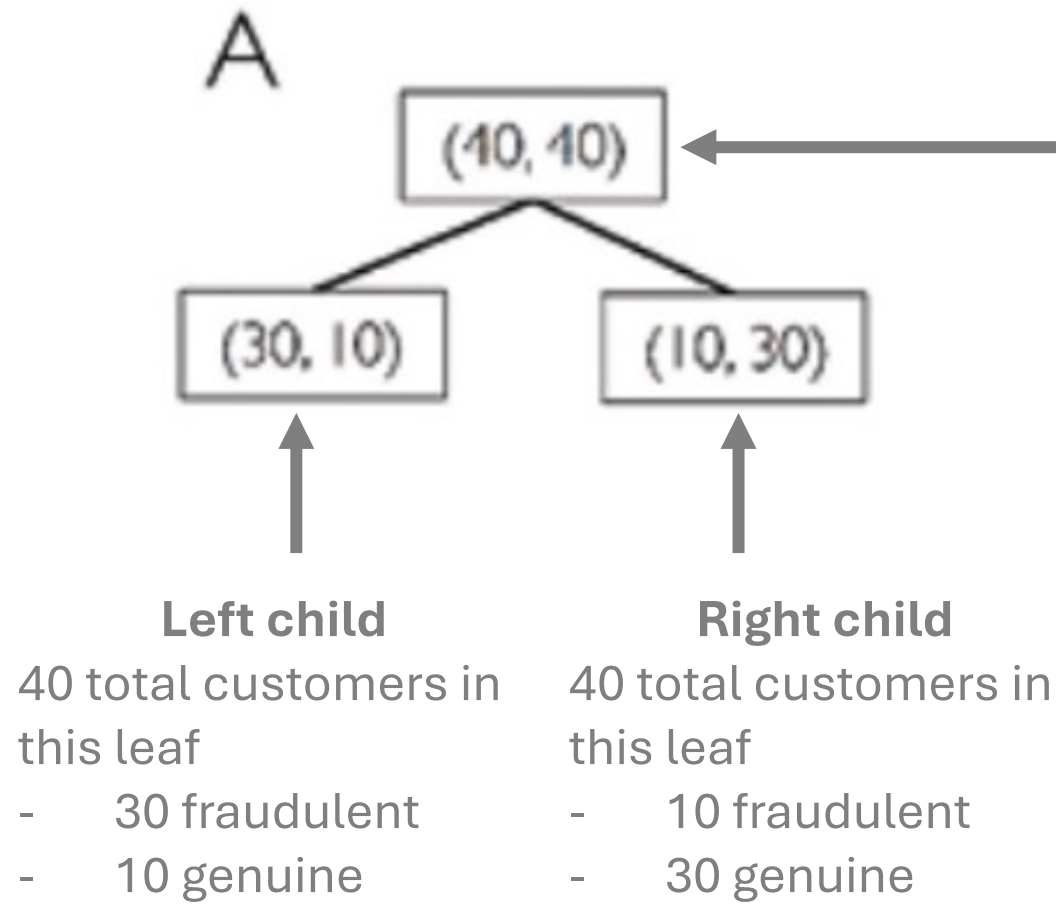 A
(40, 40)
(30, 10)
(10, 30)
Left child
40 total customers in
this leaf
- 30 fraudulent
- 10 genuine
Right child
40 total customers in
this leaf
- 10 fraudulent
- 30 genuine